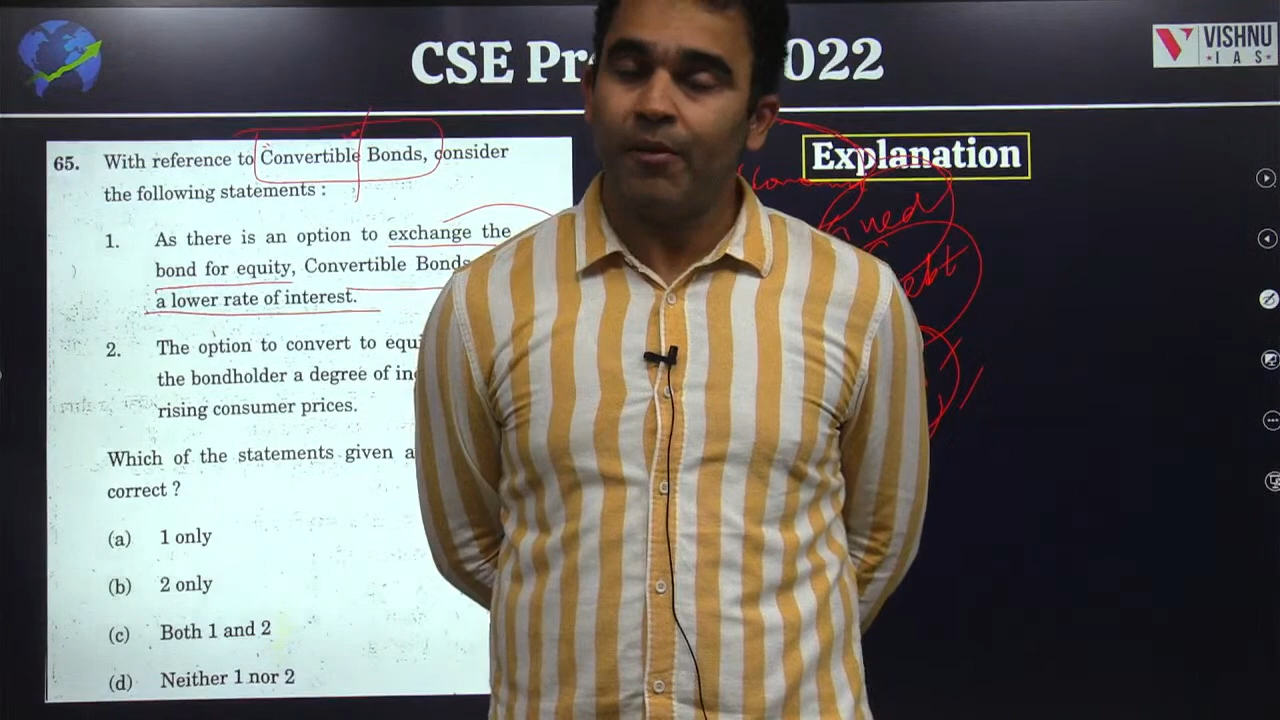 CSE Pr 022
VISHNU
IAS
65. With reference to Convertible Bonds, consider
the following statements :
Explanation
1. As there is an option to exchange the
bond for equity, Convertible Bonds
a lower rate of interest.
2. The option to convert to equi
the bondholder a degree of in
rising consumer prices.
Which of the statements given a
correct ?
(a) 1 only
(b) 2 only
(c) Both 1 and 2
(d) Neither 1 nor 2